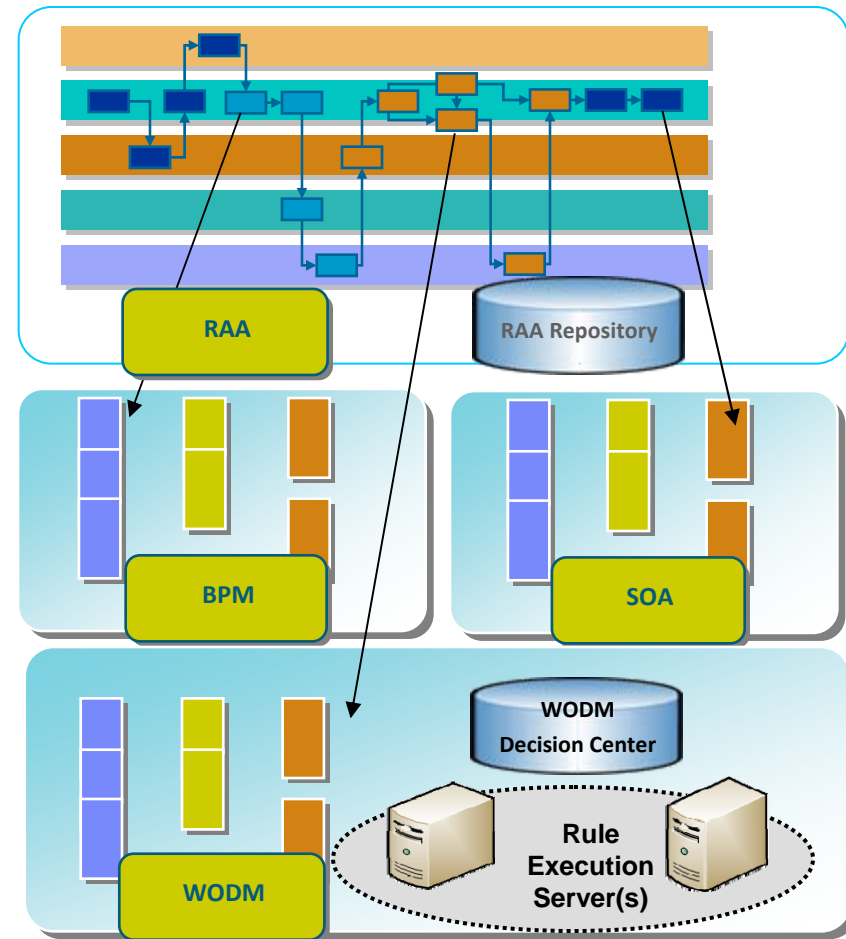 RAA
RAA Repository
BPM
SOA
WODM
Decision Center
Rule
Execution
Server(s)
WODM